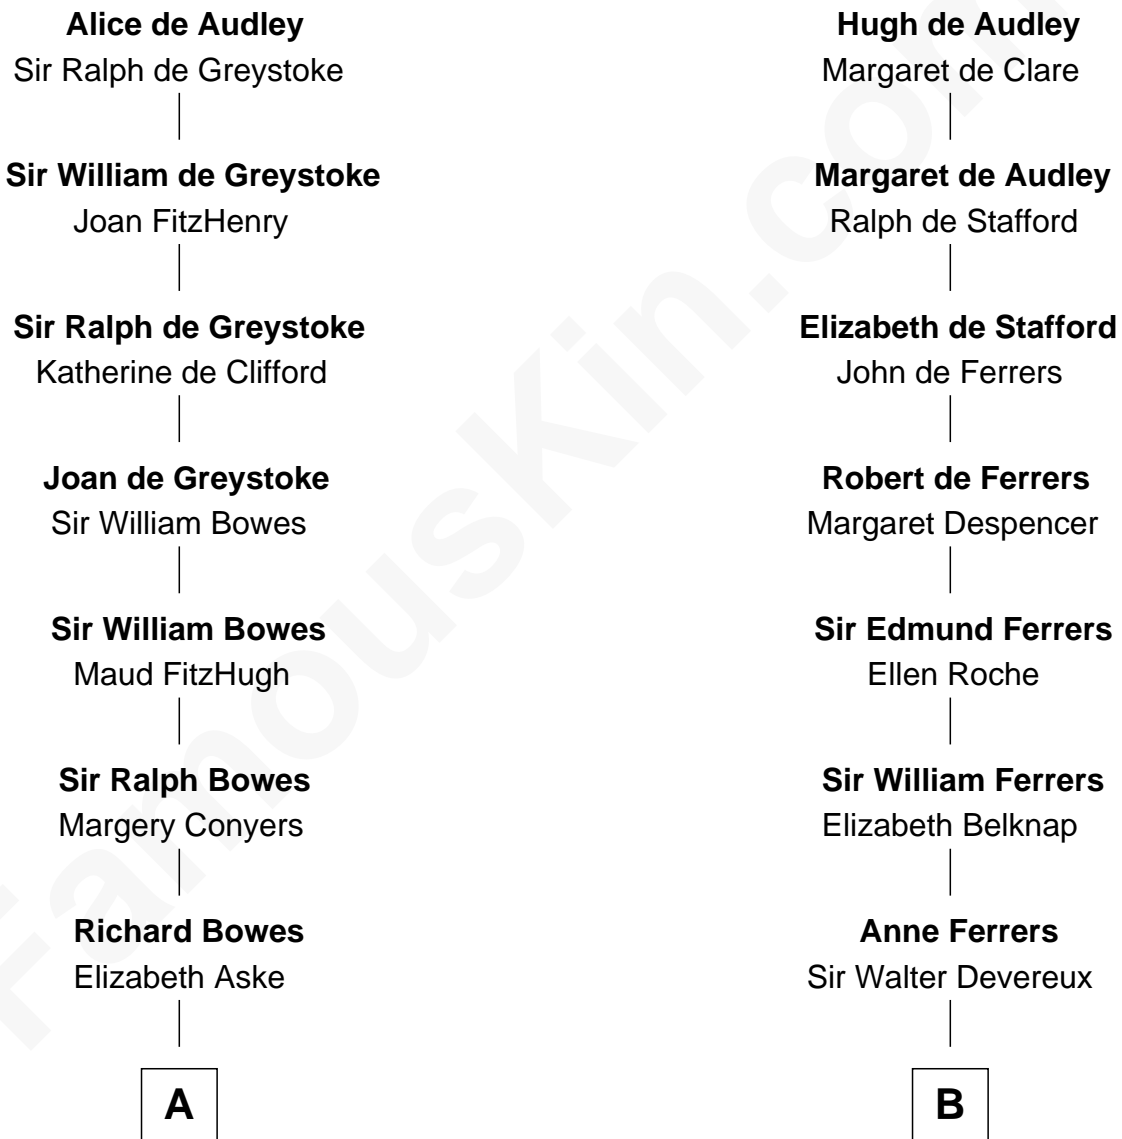 Alice de Audley
Sir Ralph de Greystoke
Sir William de Greystoke
Joan FitzHenry
Sir Ralph de Greystoke
Katherine de Clifford
Joan de Greystoke
Sir William Bowes
Sir William Bowes
Maud FitzHugh
Sir Ralph Bowes
Margery Conyers
Richard Bowes
Elizabeth Aske
A
Hugh de Audley
Margaret de Clare
Margaret de Audley
Ralph de Stafford
Elizabeth de Stafford
John de Ferrers
Robert de Ferrers
Margaret Despencer
Sir Edmund Ferrers
Ellen Roche
Sir William Ferrers
Elizabeth Belknap
Anne Ferrers
Sir Walter Devereux
B
FamousKin.com